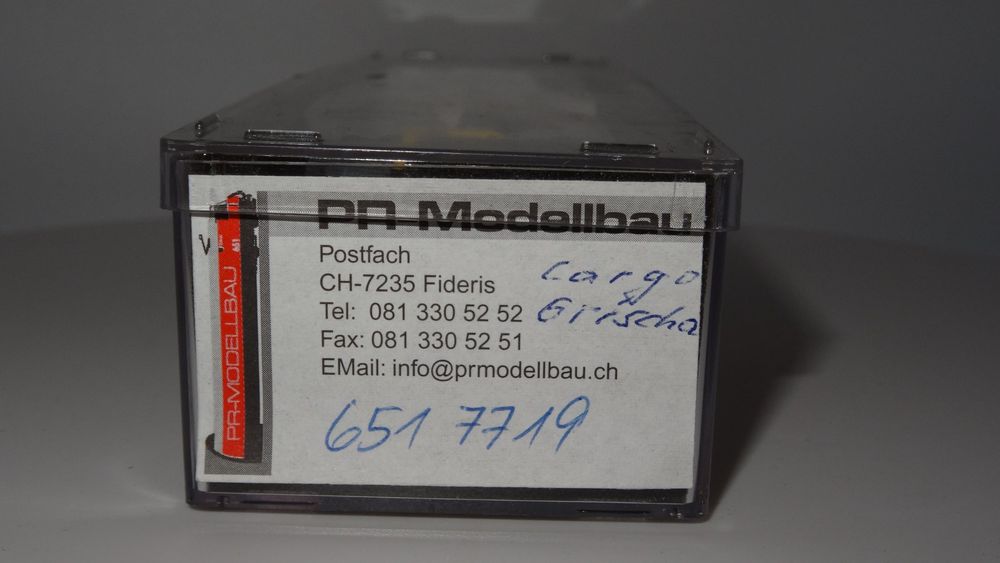 PR-Modellbau
Postfach
CH-7235 Fideris
Tel: 081 330 52 52
Fax: 081 330 52 51
EMail: info@prmodellbau.ch
Cargo
Grischa
651 7719
PR-MODELLBAU
651